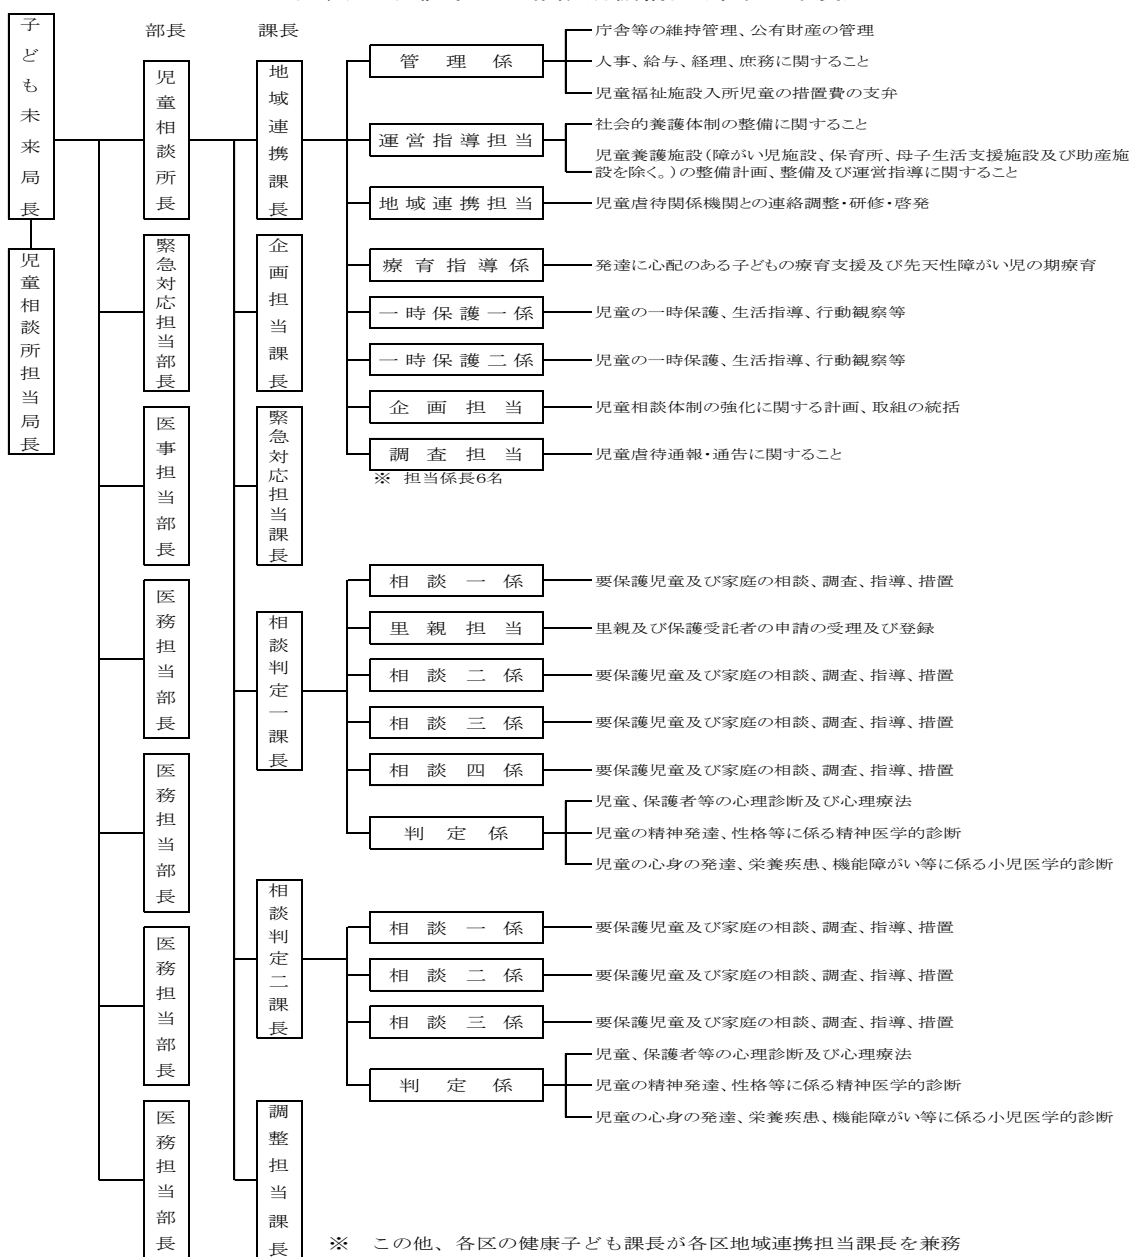 部長
課長
子ども未来局長
児童相談所担当局長
児童相談所長
緊急対応担当部長
医事担当部長
医務担当部長
医務担当部長
医務担当部長
医務担当部長
地域連携課長
企画担当課長
緊急対応担当課長
相談判定一課長
相談判定二課長
調整担当課長
管理係
庁舎等の維持管理、公有財産の管理
人事、給与、経理、庶務に関すること
児童福祉施設入所児童の措置費の支弁
運営指導担当
社会的養護体制の整備に関すること
児童養護施設(障がい児施設、保育所、母子生活支援施設及び助産施
設を除く。)の整備計画、整備及び運営指導に関すること
地域連携担当
児童虐待関係機関との連絡調整・研修・啓発
療育指導係
発達に心配のある子どもの療育支援及び先天性障がい児の期療育
一時保護一係
児童の一時保護、生活指導、行動観察等
一時保護二係
児童の一時保護、生活指導、行動観察等
企画担当
児童相談体制の強化に関する計画、取組の統括
調査担当
児童虐待通報・通告に関すること
※ 担当係長6名
相談一係
要保護児童及び家庭の相談、調査、指導、措置
里親担当
里親及び保護受託者の申請の受理及び登録
相談二係
要保護児童及び家庭の相談、調査、指導、措置
相談三係
要保護児童及び家庭の相談、調査、指導、措置
相談四係
要保護児童及び家庭の相談、調査、指導、措置
判定係
児童、保護者等の心理診断及び心理療法
児童の精神発達、性格等に係る精神医学的診断
児童の心身の発達、栄養疾患、機能障がい等に係る小児医学的診断
相談一係
要保護児童及び家庭の相談、調査、指導、措置
相談二係
要保護児童及び家庭の相談、調査、指導、措置
相談三係
要保護児童及び家庭の相談、調査、指導、措置
判定係
児童、保護者等の心理診断及び心理療法
児童の精神発達、性格等に係る精神医学的診断
児童の心身の発達、栄養疾患、機能障がい等に係る小児医学的診断
※ この他、各区の健康子ども課長が各区地域連携担当課長を兼務